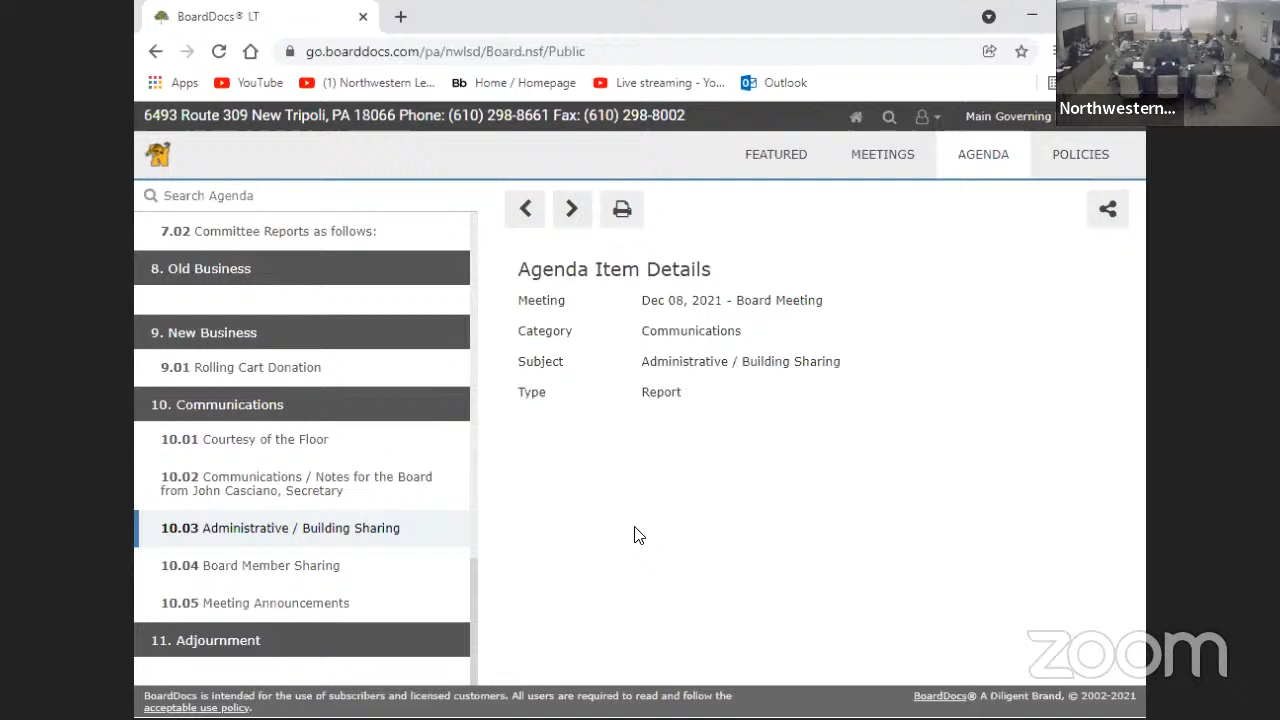 BoardDocs® LT
go.boarddocs.com/pa/nwlsd/Board.nsf/Public
Apps
YouTube
(1) Northwestern Le...
Bb Home / Homepage
Live streaming - Yo...
Outlook
Northwestern...
6493 Route 309 New Tripoli, PA 18066 Phone: (610) 298-8661 Fax: (610) 298-8002
Main Governing
FEATURED
MEETINGS
AGENDA
POLICIES
Search Agenda
7.02 Committee Reports as follows:
8. Old Business
9. New Business
9.01 Rolling Cart Donation
10. Communications
10.01 Courtesy of the Floor
10.02 Communications / Notes for the Board
from John Casciano, Secretary
10.03 Administrative / Building Sharing
10.04 Board Member Sharing
10.05 Meeting Announcements
11. Adjournment
Agenda Item Details
Meeting Dec 08, 2021 - Board Meeting
Category Communications
Subject Administrative / Building Sharing
Type Report
zoom
BoardDocs is intended for the use of subscribers and licensed customers. All users are required to read and follow the
acceptable use policy.
BoardDocs® A Diligent Brand, © 2002-2021